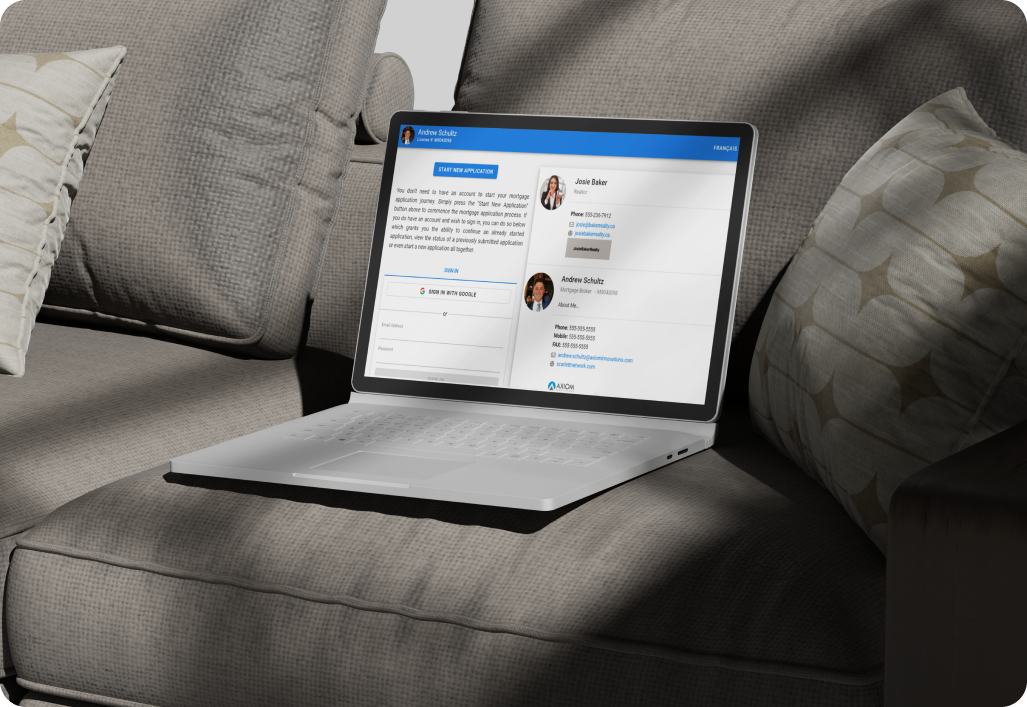 Andrew Schultz
FRANÇAIS
START NEW APPLICATION
You don't need to have an account to start your mortgage
application journey. Simply press the "Start New Application"
button above to commence the mortgage application process. If
you do have an account and wish to sign in, you can do so below
which grants you the ability to continue an already started
application, view the status of a previously submitted application
or even start a new application all together.
SIGN IN
SIGN IN WITH GOOGLE
or
Email Address
Password
Josie Baker
Realtor
Phone: 555-236-7912
josie@bakerrealty.ca
josiebakerrealty.ca
JosieBakerRealty
Andrew Schultz
Mortgage Broker
About Me...
Phone: 555-555-5555
Mobile: 555-555-5555
FAX: 555-555-5555
andrew.schultz@axiominnovations.com
scarlettnetwork.com
AXIOM